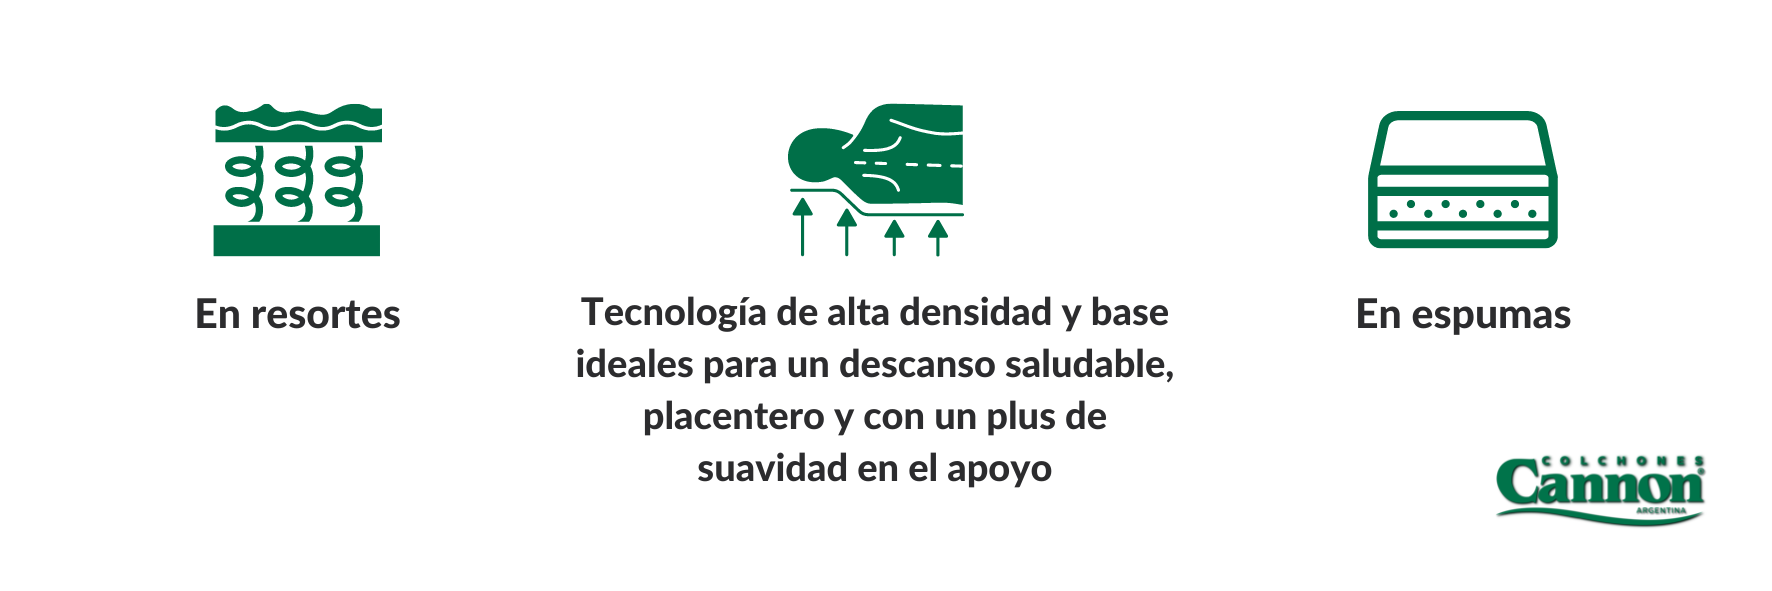 En resortes
Tecnología de alta densidad y base
ideales para un descanso saludable,
placentero y con un plus de
suavidad en el apoyo
En espumas
COLCHONES
Cannon®
ARGENTINA